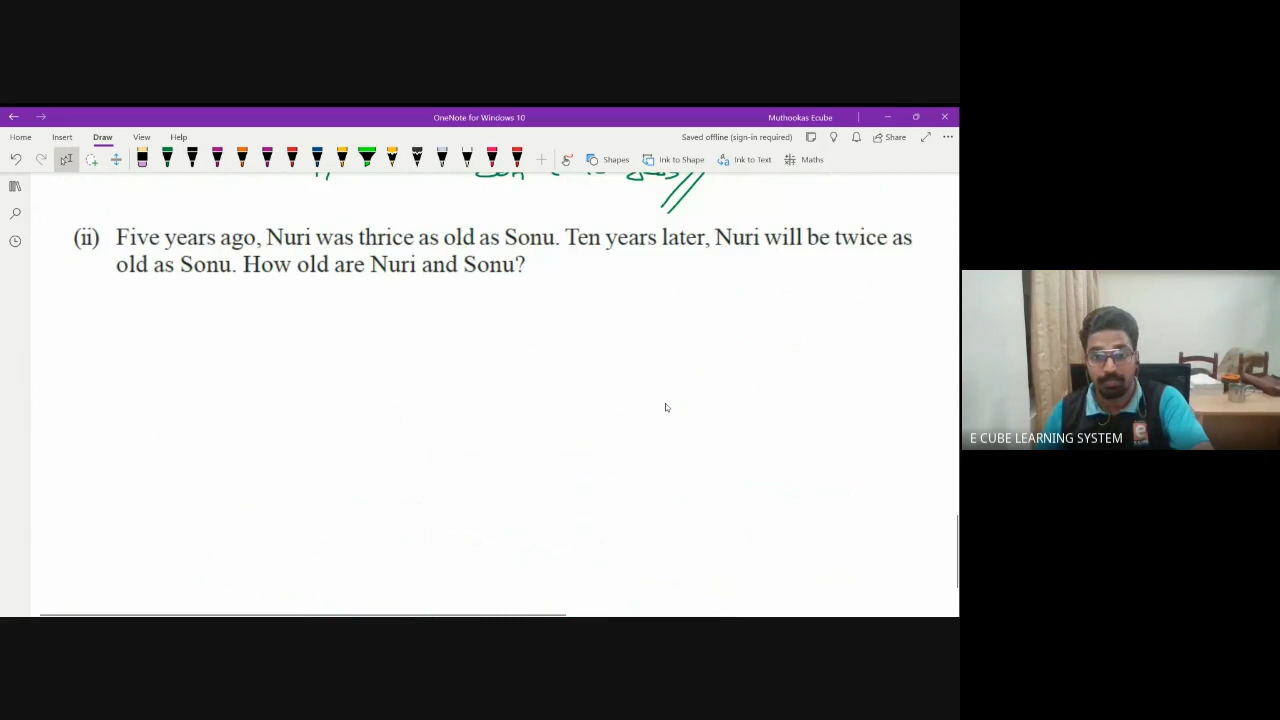 OneNote for Windows 10
Muthookas Ecube
Home Insert Draw View Help
Saved offline (sign-in required)
Share
Shapes
Ink to Shape
Ink to Text
Maths
(ii) Five years ago, Nuri was thrice as old as Sonu. Ten years later, Nuri will be twice as
old as Sonu. How old are Nuri and Sonu?
E CUBE LEARNING SYSTEM